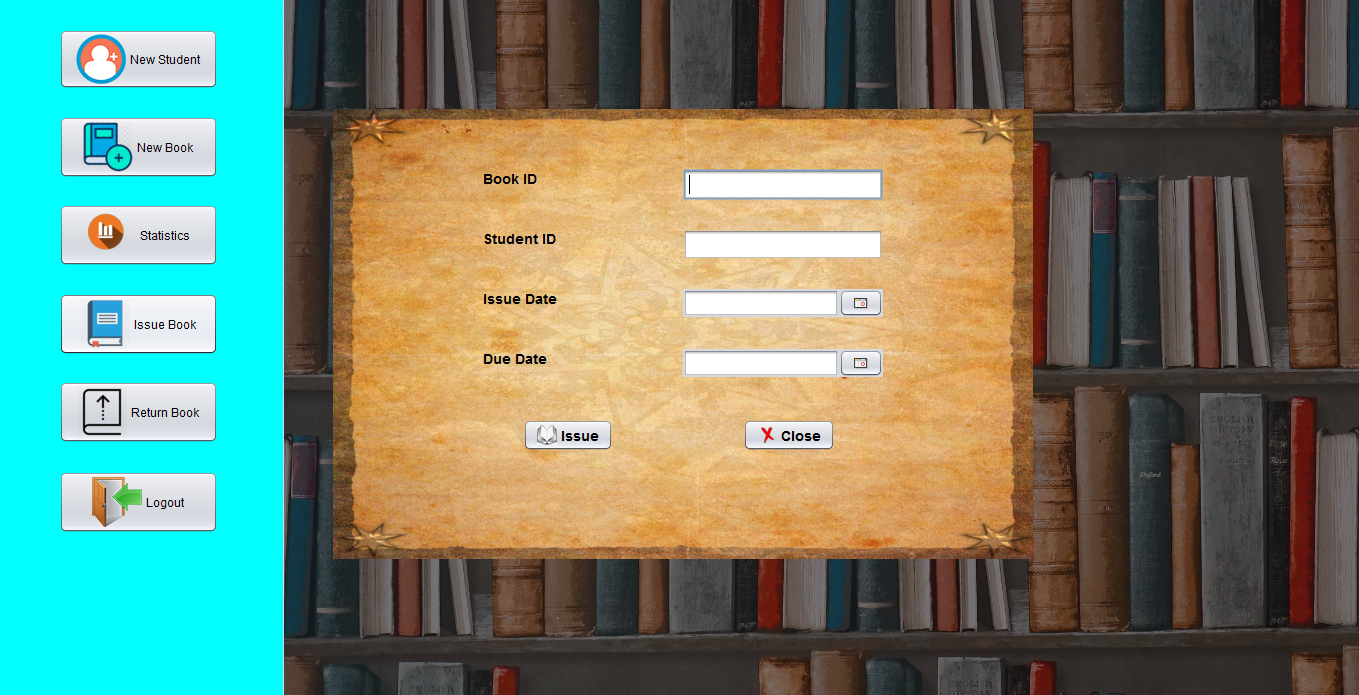 New Student
New Book
Statistics
Issue Book
Return Book
Logout
Book ID
Student ID
Issue Date
Due Date
Issue
Close